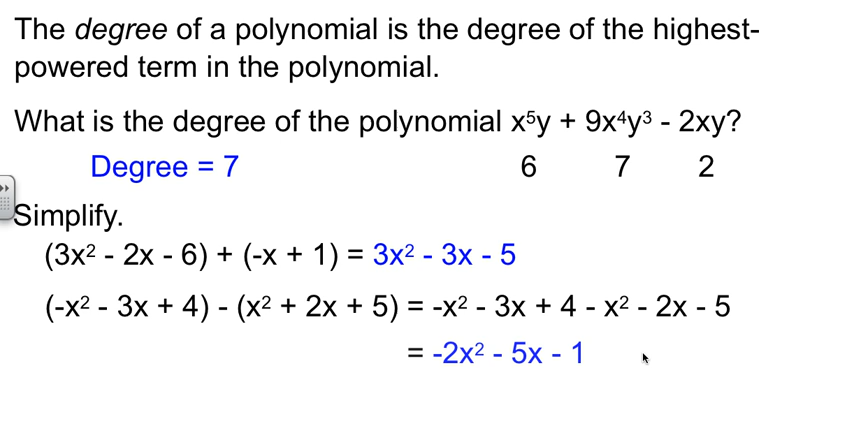 The degree of a polynomial is the degree of the highest-
powered term in the polynomial.
What is the degree of the polynomial x⁵y + 9x⁴y³ - 2xy?
Degree = 7 6 7 2
Simplify.
(3x² - 2x - 6) + (-x + 1) = 3x² - 3x - 5
(-x² - 3x + 4) - (x² + 2x + 5) = -x² - 3x + 4 - x² - 2x - 5
= -2x² - 5x - 1